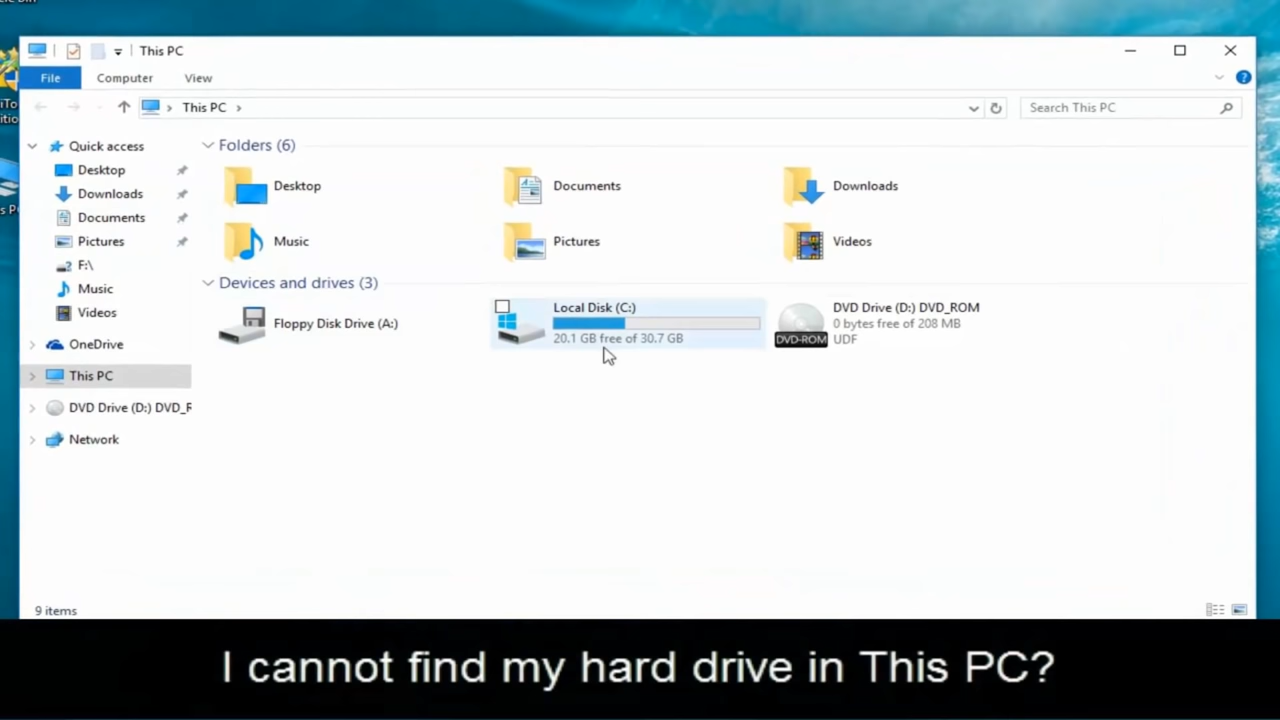 This PC
File Computer View
This PC
Search This PC
Quick access
Desktop
Downloads
Documents
Pictures
F:\
Music
Videos
OneDrive
This PC
DVD Drive (D:) DVD_R
Network
Folders (6)
Desktop
Documents
Downloads
Music
Pictures
Videos
Devices and drives (3)
Floppy Disk Drive (A:)
Local Disk (C:)
20.1 GB free of 30.7 GB
DVD-ROM
DVD Drive (D:) DVD_ROM
0 bytes free of 208 MB
UDF
9 items
I cannot find my hard drive in This PC?